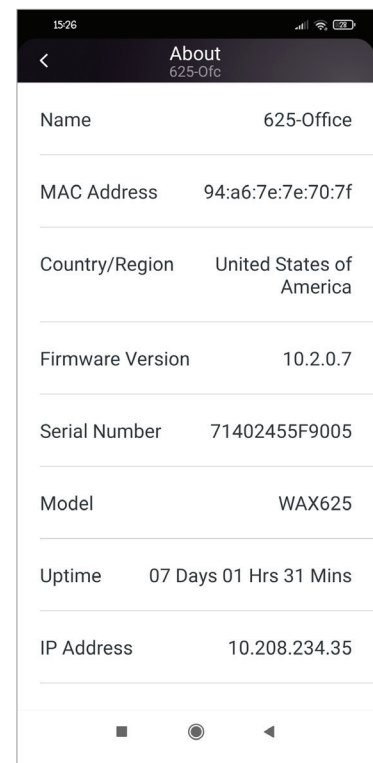 15:26
28
About
625-Ofc
Name 625-Office
MAC Address 94:a6:7e:7e:70:7f
Country/Region United States of
America
Firmware Version 10.2.0.7
Serial Number 71402455F9005
Model WAX625
Uptime 07 Days 01 Hrs 31 Mins
IP Address 10.208.234.35